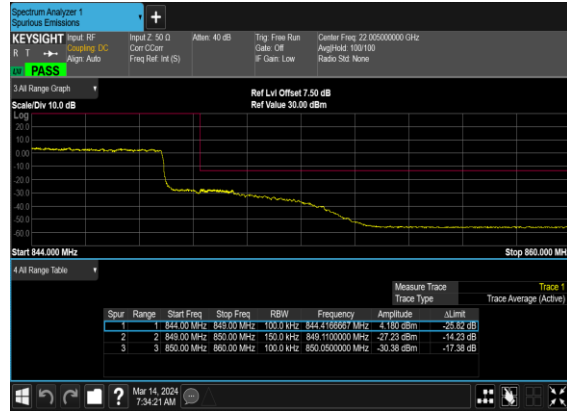 Spectrum Analyzer 1
Spurious Emissions
KEYSIGHT Input: RF Input Z: 50 Ω Atten: 40 dB Trig: Free Run Center Freq: 22.005000000 GHz
R T Coupling: DC Corr CCorr Gate: Off Avg|Hold: 100/100
Align: Auto Freq Ref: Int (S) IF Gain: Low Radio Std: None
PASS
3 All Range Graph
Ref Lvl Offset 7.50 dB
Scale/Div 10.0 dB Ref Value 30.00 dBm
Log
20.0
10.0
0.00
-10.0
-20.0
-30.0
-40.0
-50.0
-60.0
Start 844.000 MHz Stop 860.000 MH
4 All Range Table
Measure Trace Trace 1
Trace Type Trace Average (Active)
Spur Range Start Freq Stop Freq RBW Frequency Amplitude ΔLimit
1 1 844.00 MHz 849.00 MHz 100.0 kHz 844.4166667 MHz 4.180 dBm -25.82 dB
2 2 849.00 MHz 850.00 MHz 150.0 kHz 849.1100000 MHz -27.23 dBm -14.23 dB
3 3 850.00 MHz 860.00 MHz 100.0 kHz 850.0500000 MHz -30.38 dBm -17.38 dB
? Mar 14, 2024
7:34:21 AM